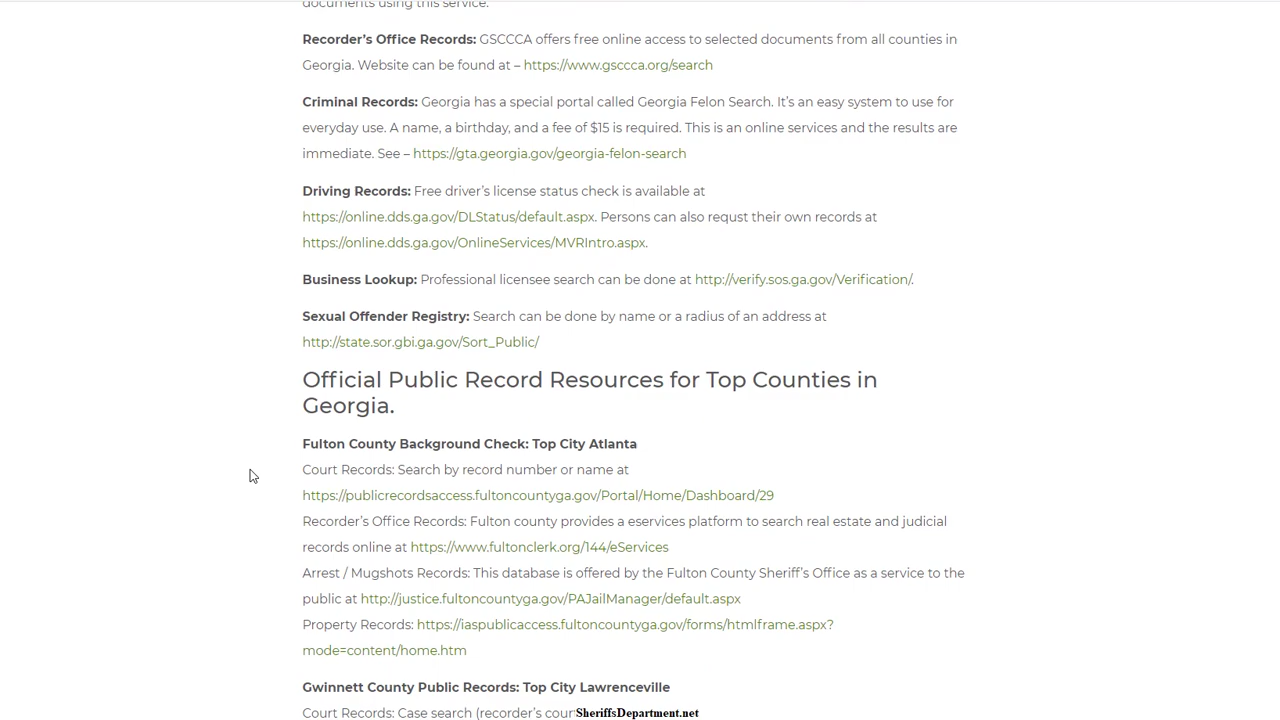 documents using this service.
Recorder's Office Records: GSCCCA offers free online access to selected documents from all counties in
Georgia. Website can be found at – https://www.gsccca.org/search
Criminal Records: Georgia has a special portal called Georgia Felon Search. It's an easy system to use for
everyday use. A name, a birthday, and a fee of $15 is required. This is an online services and the results are
immediate. See – https://gta.georgia.gov/georgia-felon-search
Driving Records: Free driver's license status check is available at
https://online.dds.ga.gov/DLStatus/default.aspx. Persons can also requst their own records at
https://online.dds.ga.gov/OnlineServices/MVRIntro.aspx.
Business Lookup: Professional licensee search can be done at http://verify.sos.ga.gov/Verification/.
Sexual Offender Registry: Search can be done by name or a radius of an address at
http://state.sor.gbi.ga.gov/Sort_Public/
Official Public Record Resources for Top Counties in
Georgia.
Fulton County Background Check: Top City Atlanta
Court Records: Search by record number or name at
https://publicrecordsaccess.fultoncountyga.gov/Portal/Home/Dashboard/29
Recorder's Office Records: Fulton county provides a eservices platform to search real estate and judicial
records online at https://www.fultonclerk.org/144/eServices
Arrest / Mugshots Records: This database is offered by the Fulton County Sheriff's Office as a service to the
public at http://justice.fultoncountyga.gov/PAJailManager/default.aspx
Property Records: https://iaspublicaccess.fultoncountyga.gov/forms/htmlframe.aspx?
mode=content/home.htm
Gwinnett County Public Records: Top City Lawrenceville
Court Records: Case search (recorder's cour
SheriffsDepartment.net